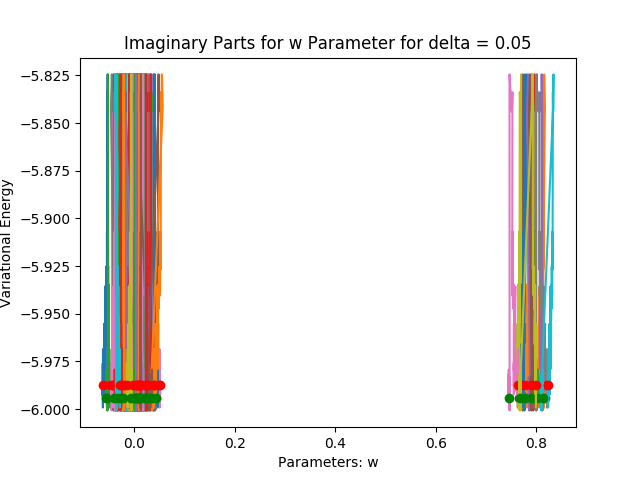 Imaginary Parts for w Parameter for delta = 0.05
Variational Energy
−5.825
−5.850
−5.875
−5.900
−5.925
−5.950
−5.975
−6.000
0.0 0.2 0.4 0.6 0.8
Parameters: w